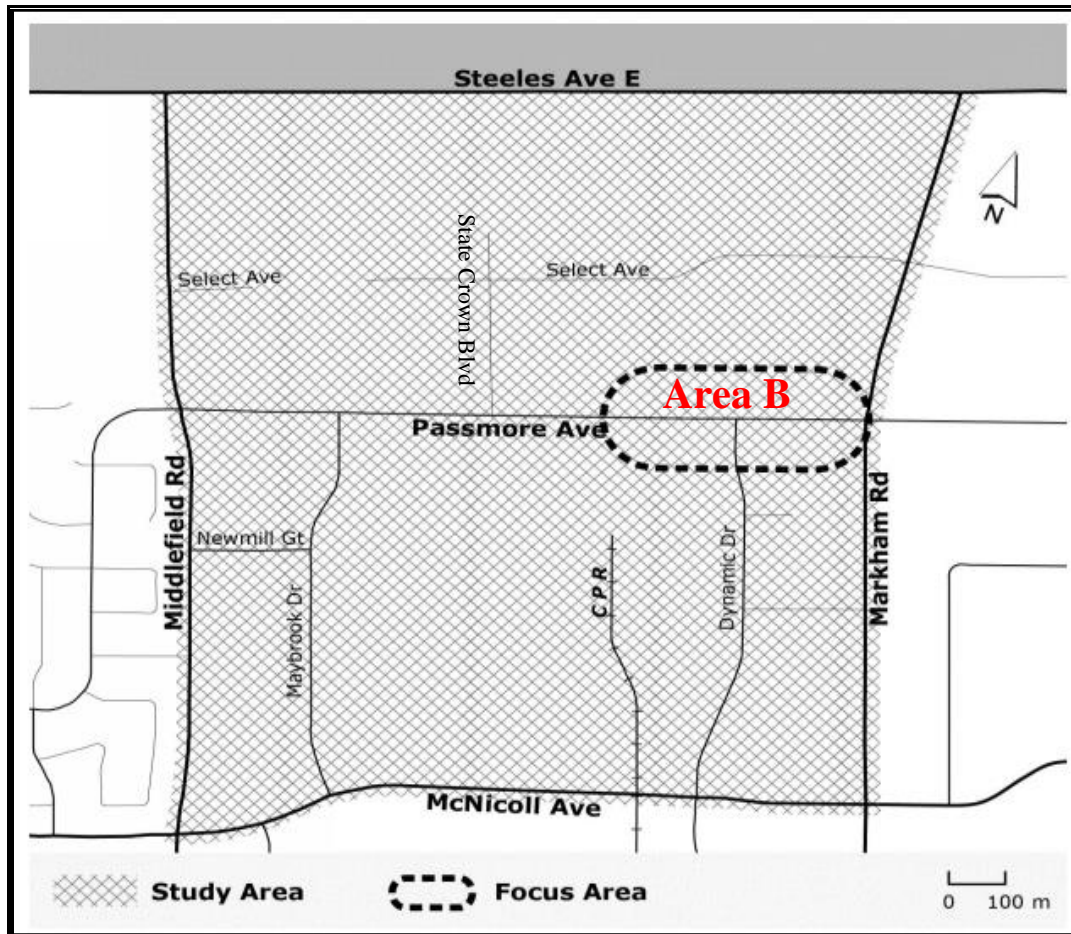 Steeles Ave E
N
State Crown Blvd
Select Ave
Select Ave
Area B
Passmore Ave
Middlefield Rd
Markham Rd
Newmill Gt
CPR
Dynamic Dr
Maybrook Dr
McNicoll Ave
Study Area
Focus Area
0 100 m